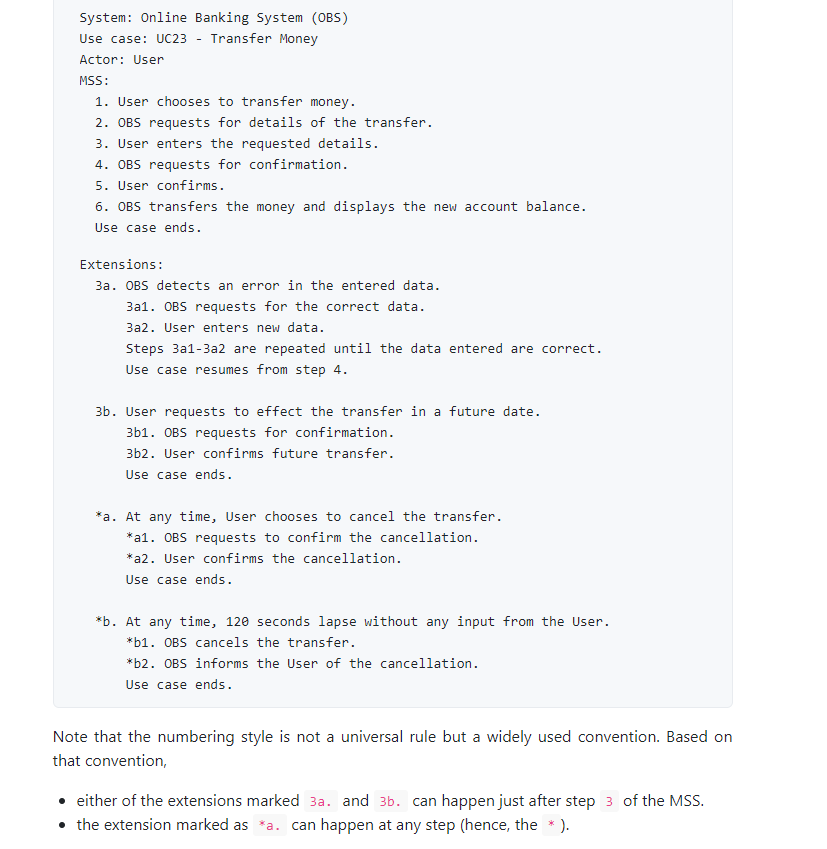 System: Online Banking System (OBS)
Use case: UC23 - Transfer Money
Actor: User
MSS:
1. User chooses to transfer money.
2. OBS requests for details of the transfer.
3. User enters the requested details.
4. OBS requests for confirmation.
5. User confirms.
6. OBS transfers the money and displays the new account balance.
Use case ends.
Extensions:
3a. OBS detects an error in the entered data.
3a1. OBS requests for the correct data.
3a2. User enters new data.
Steps 3a1-3a2 are repeated until the data entered are correct.
Use case resumes from step 4.
3b. User requests to effect the transfer in a future date.
3b1. OBS requests for confirmation.
3b2. User confirms future transfer.
Use case ends.
*a. At any time, User chooses to cancel the transfer.
*a1. OBS requests to confirm the cancellation.
*a2. User confirms the cancellation.
Use case ends.
*b. At any time, 120 seconds lapse without any input from the User.
*b1. OBS cancels the transfer.
*b2. OBS informs the User of the cancellation.
Use case ends.
Note that the numbering style is not a universal rule but a widely used convention. Based on
that convention,
• either of the extensions marked 3a. and 3b. can happen just after step 3 of the MSS.
• the extension marked as *a. can happen at any step (hence, the * ).